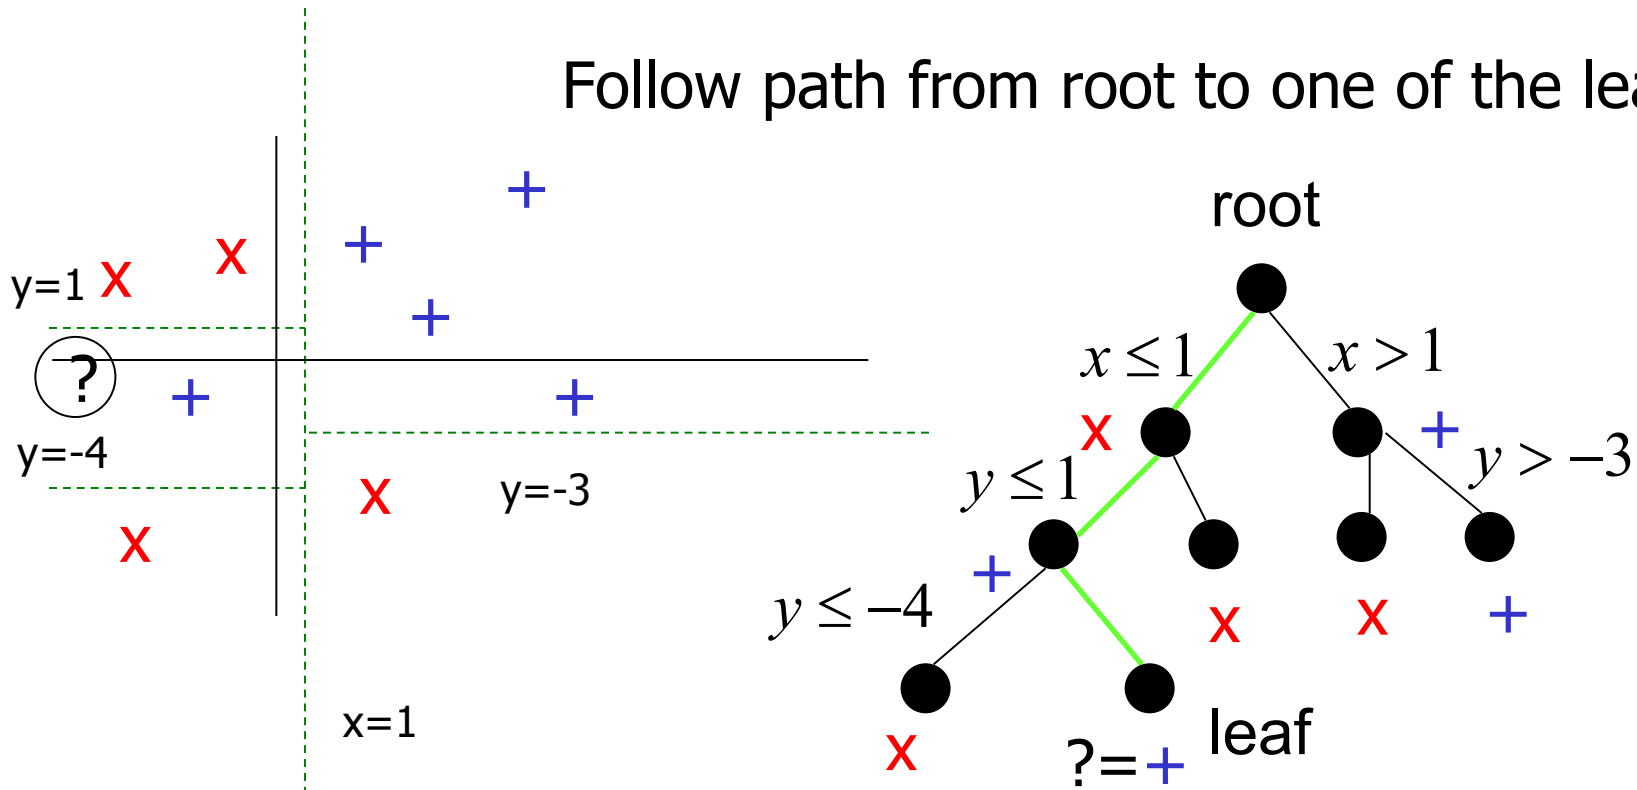 Follow path from root to one of the lea
root
+
+
x
x
y=1
+
x ≤ 1
x > 1
?
+
+
y=-4
x
+
y ≤ 1
y > −3
x
y=-3
x
+
y ≤ −4
x
x
+
x=1
leaf
x
?=+